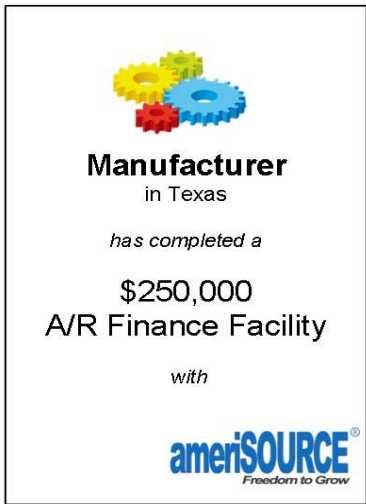 Manufacturer
in Texas
has completed a
$250,000
A/R Finance Facility
with
ameriSOURCE®
Freedom to Grow